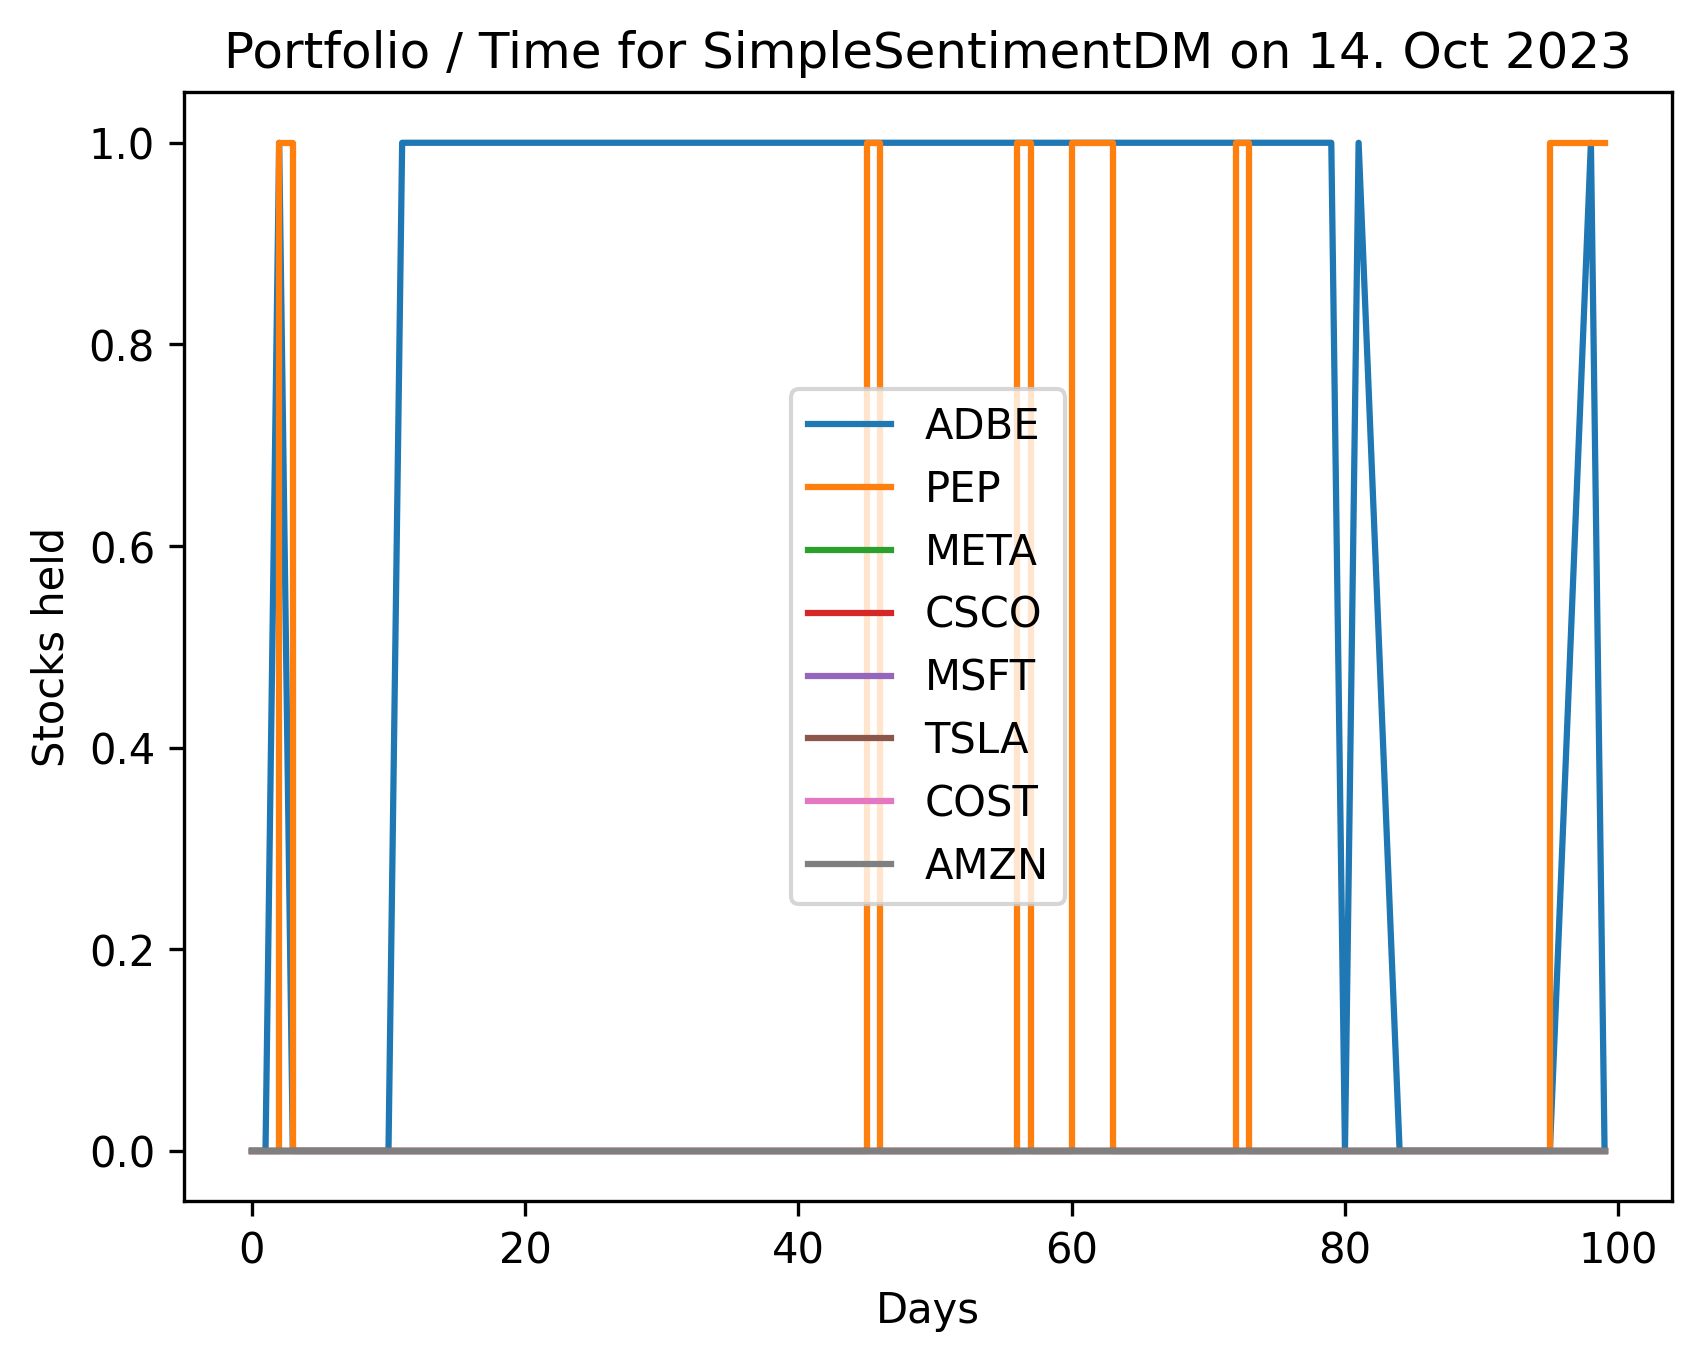 Portfolio / Time for SimpleSentimentDM on 14. Oct 2023
1.0
0.8
0.6
0.4
0.2
0.0
Stocks held
ADBE
PEP
META
CSCO
MSFT
TSLA
COST
AMZN
0 20 40 60 80 100
Days